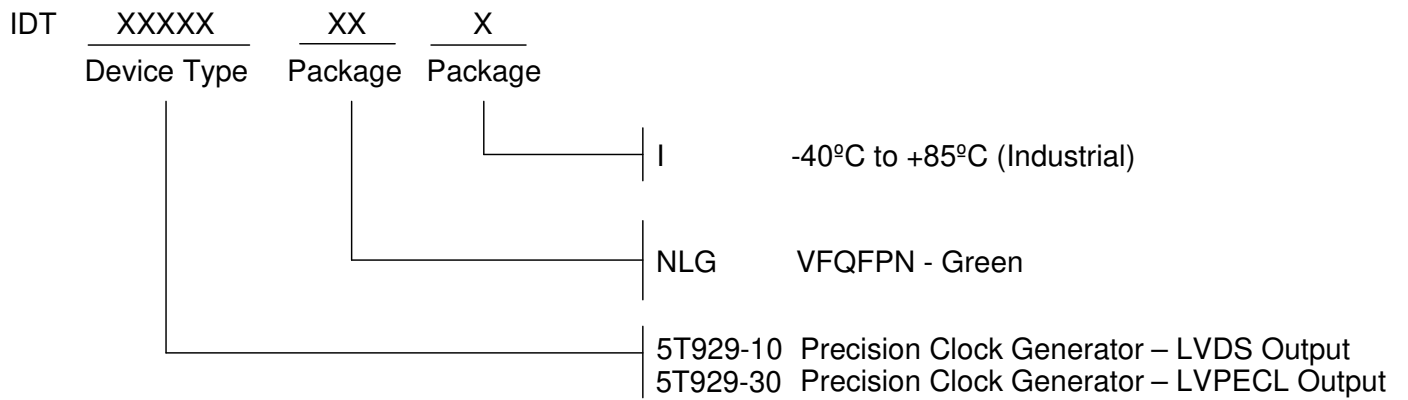 IDT XXXXX XX X
Device Type Package Package
I -40ºC to +85ºC (Industrial)
NLG VFQFPN - Green
5T929-10 Precision Clock Generator – LVDS Output
5T929-30 Precision Clock Generator – LVPECL Output